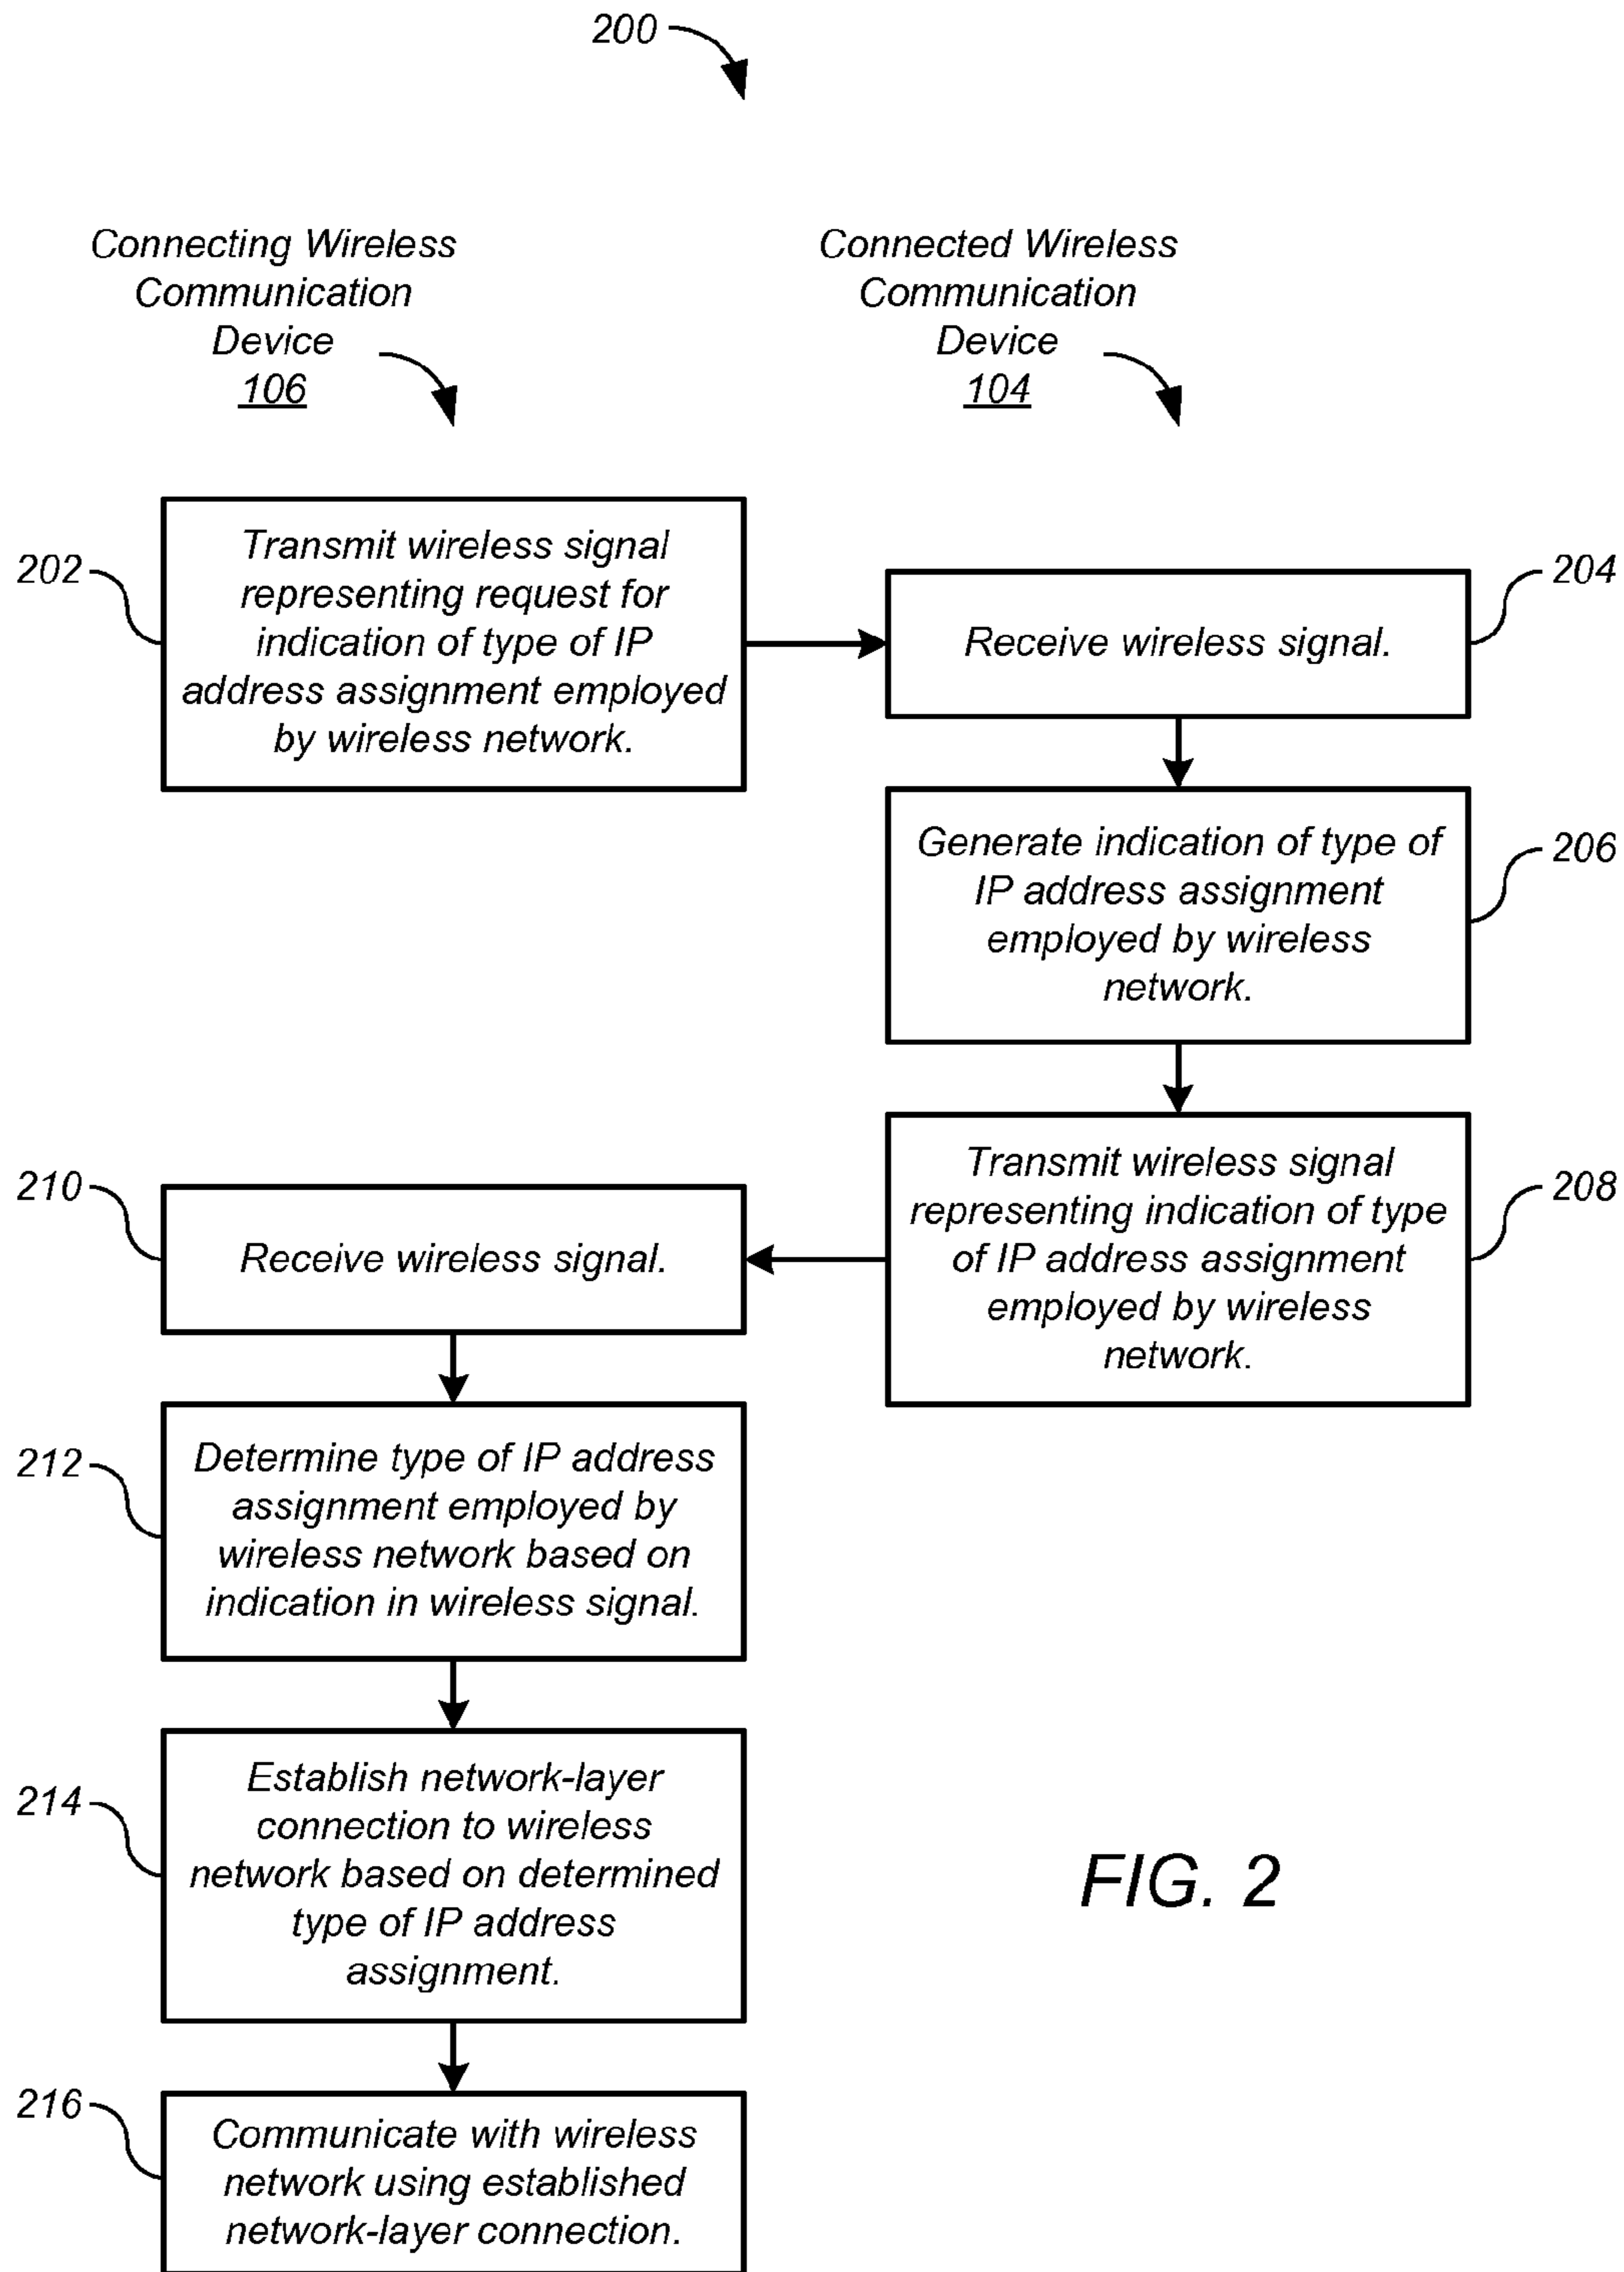 200
Connecting Wireless
Communication
Device
106
Connected Wireless
Communication
Device
104
202
Transmit wireless signal
representing request for
indication of type of IP
address assignment employed
by wireless network.
204
Receive wireless signal.
206
Generate indication of type of
IP address assignment
employed by wireless
network.
208
Transmit wireless signal
representing indication of type
of IP address assignment
employed by wireless
network.
210
Receive wireless signal.
212
Determine type of IP address
assignment employed by
wireless network based on
indication in wireless signal.
214
Establish network-layer
connection to wireless
network based on determined
type of IP address
assignment.
216
Communicate with wireless
network using established
network-layer connection.
FIG. 2